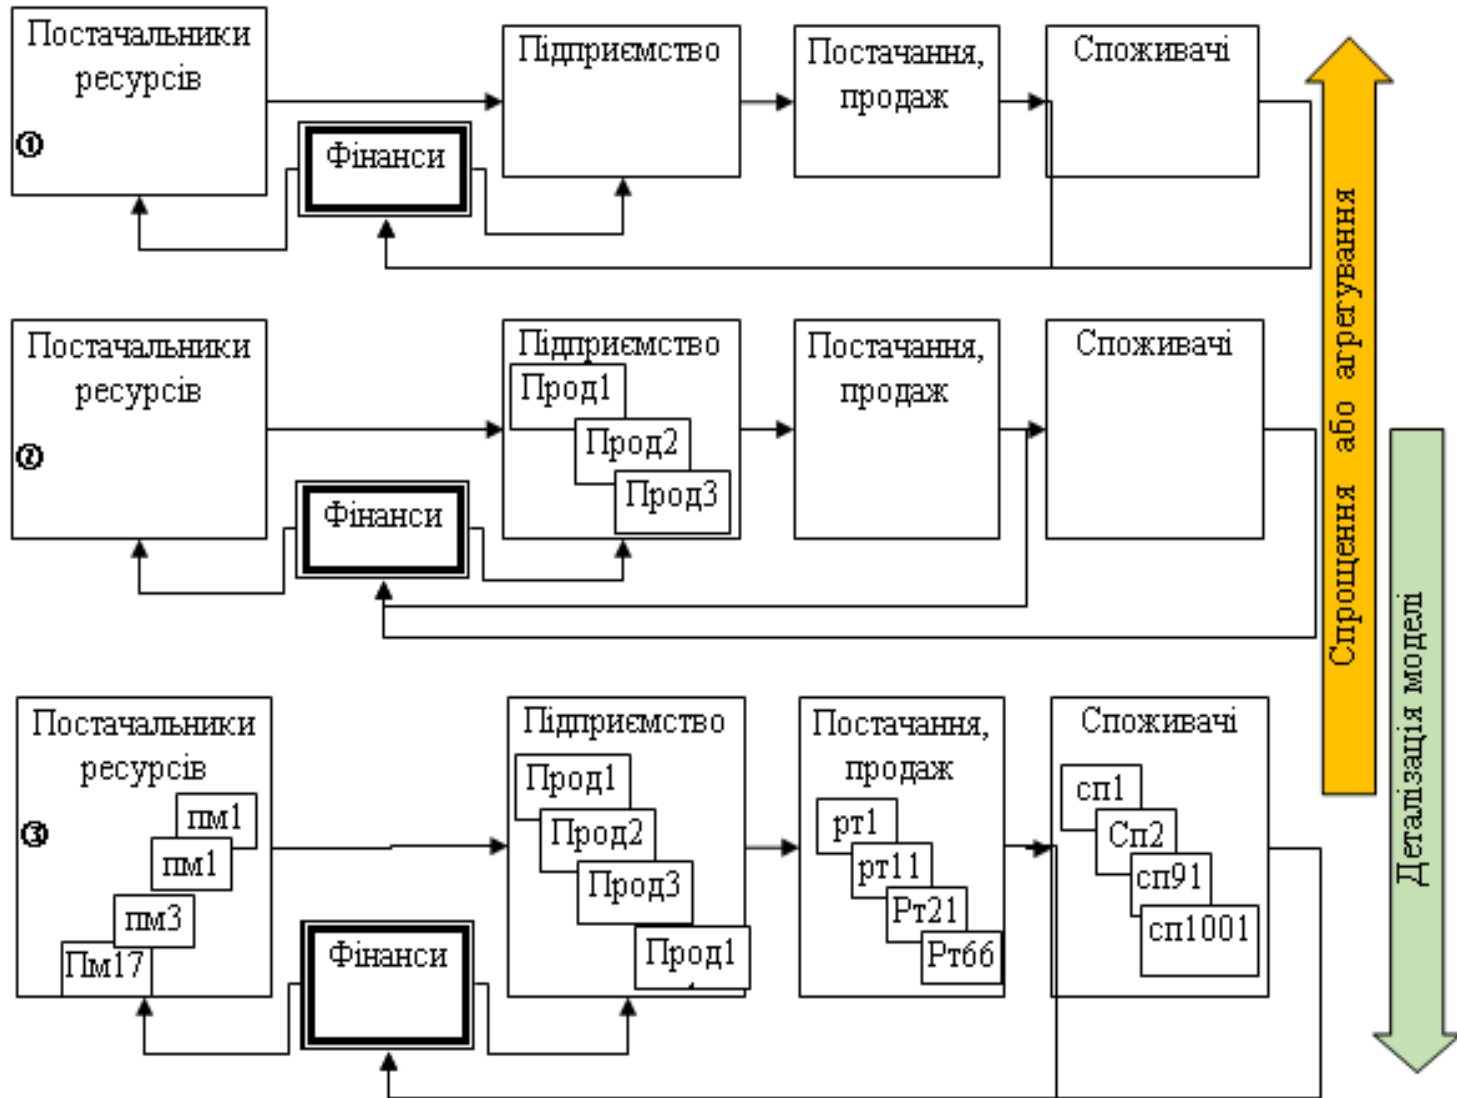 Постачальники
ресурсів
①
Фінанси
Підприємство
Постачання,
продаж
Споживачі
Постачальники
ресурсів
②
Фінанси
Підприємство
Прод1
Прод2
Прод3
Постачання,
продаж
Споживачі
Постачальники
ресурсів
③
пм1
пм1
пм3
Пм17
Фінанси
Підприємство
Прод1
Прод2
Прод3
Прод1
Постачання,
продаж
рт1
рт11
Рт21
Рт66
Споживачі
сп1
Сп2
сп91
сп1001
Спрощення або агрегування
Деталізація моделі